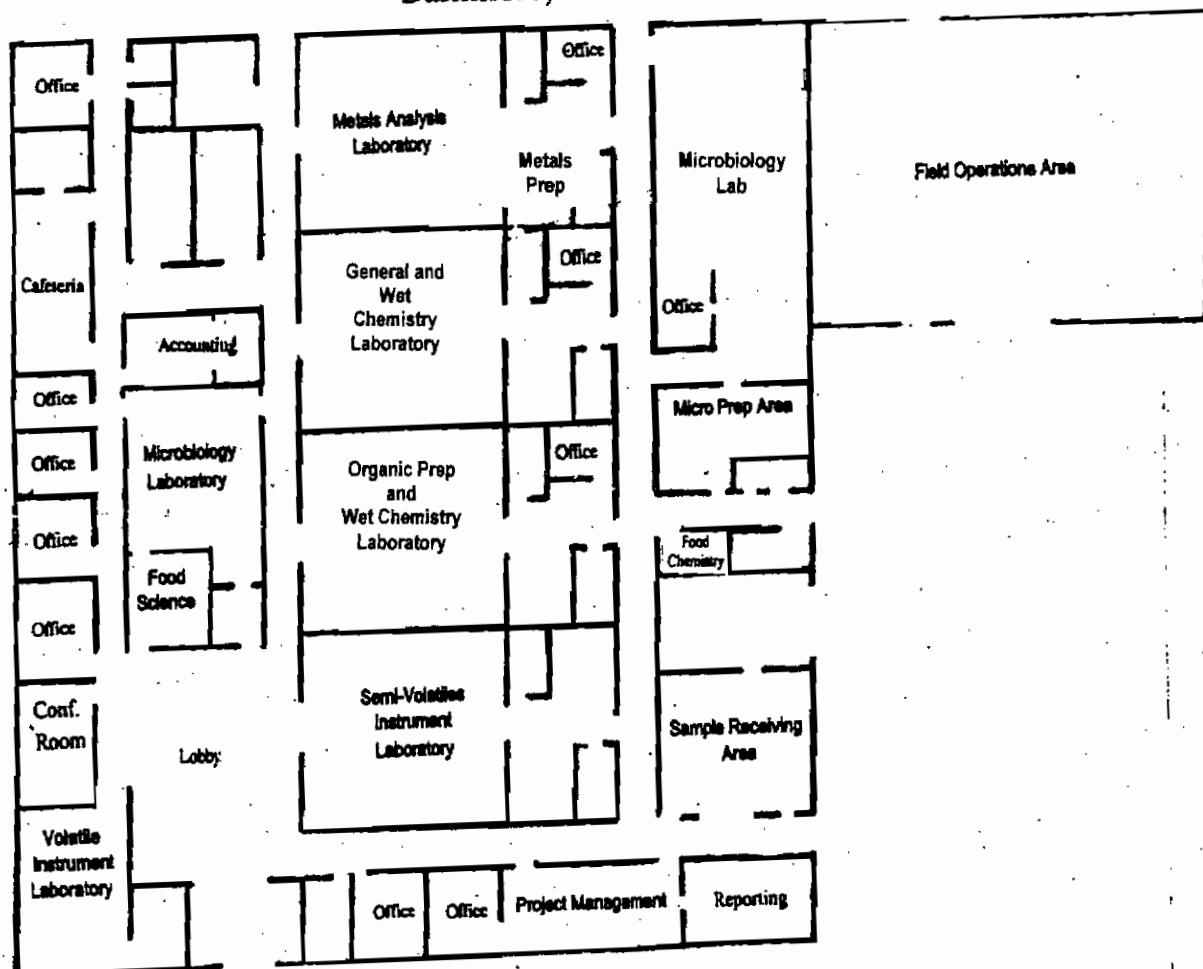 Office
Office
Metals Analysis
Laboratory
Metals
Prep
Microbiology
Lab
Field Operations Area
Cafeteria
General and
Wet
Chemistry
Laboratory
Office
Office
Accounting
Office
Micro Prep Area
Office
Microbiology
Laboratory
Organic Prep
and
Wet Chemistry
Laboratory
Office
Office
Food
Chemistry
Food
Science
Office
Conf.
Room
Lobby
Semi-Volatiles
Instrument
Laboratory
Sample Receiving
Area
Volatile
Instrument
Laboratory
Office
Office
Project Management
Reporting